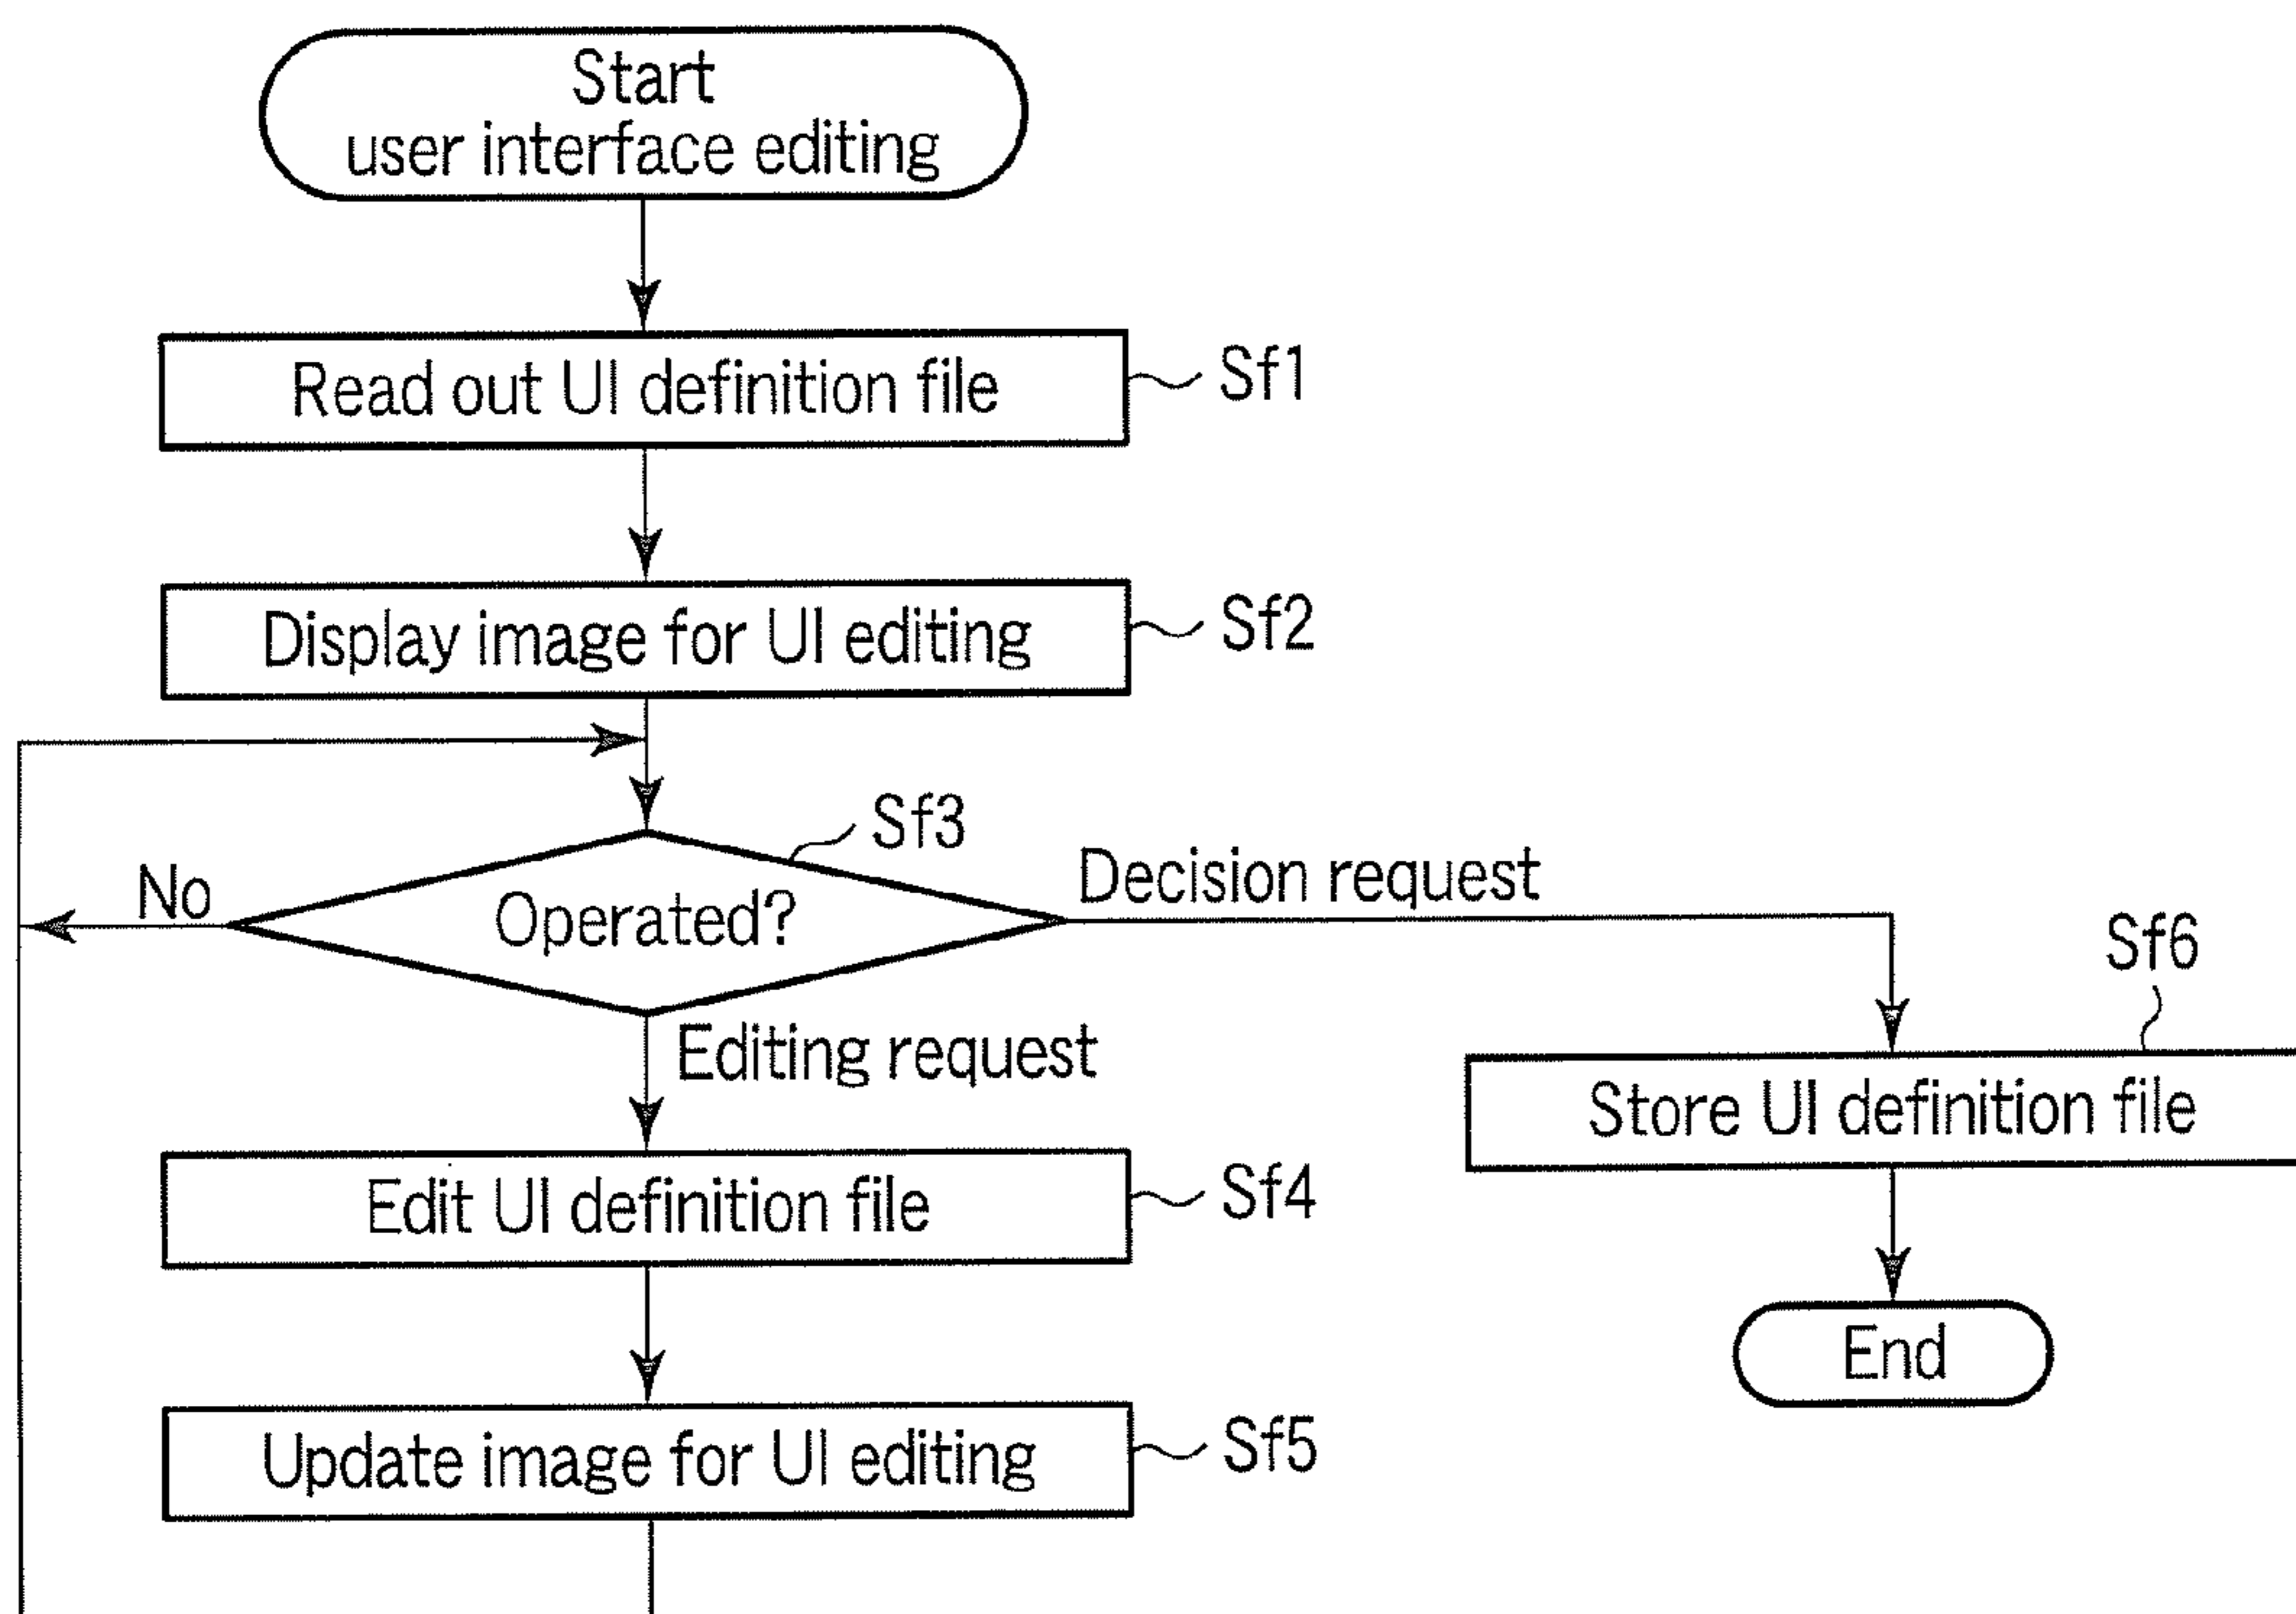 Start
user interface editing
Read out UI definition file
Sf1
Display image for UI editing
Sf2
Sf3
No
Operated?
Decision request
Sf6
Editing request
Store UI definition file
Edit UI definition file
Sf4
End
Update image for UI editing
Sf5